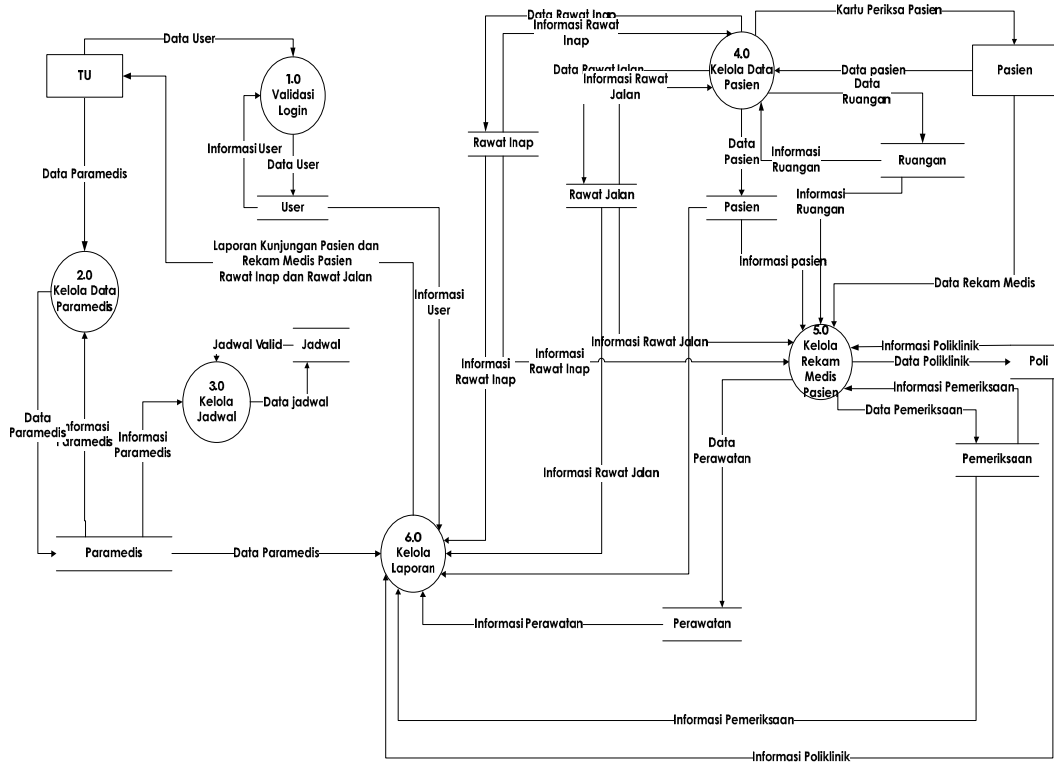 Data User
TU
1.0
Validasi
Login
Informasi User
Data User
User
Data Paramedis
2.0
Kelola Data
Paramedis
Laporan Kunjungan Pasien dan
Rekam Medis Pasien
Rawat Inap dan Rawat Jalan
Informasi
User
Jadwal Valid
Jadwal
3.0
Kelola
Jadwal
Data jadwal
Data
Paramedis
Informasi
Paramedis
Informasi
Paramedis
Paramedis
Data Paramedis
6.0
Kelola
Laporan
Data Rawat Inap
Informasi Rawat
Inap
Data Rawat Jalan
Informasi Rawat
Jalan
4.0
Kelola Data
Pasien
Kartu Periksa Pasien
Pasien
Data pasien
Data
Ruangan
Rawat Inap
Data
Pasien
Informasi
Ruangan
Ruangan
Rawat Jalan
Pasien
Informasi
Ruangan
Informasi pasien
Data Rekam Medis
Informasi
Rawat Inap
Informasi Rawat Jalan
Informasi
Rawat Inap
5.0
Kelola
Rekam
Medis
Pasien
Informasi Poliklinik
Data Poliklinik
Poli
Informasi Pemeriksaan
Data Pemeriksaan
Data
Perawatan
Pemeriksaan
Informasi Rawat Jalan
Informasi Perawatan
Perawatan
Informasi Pemeriksaan
Informasi Poliklinik